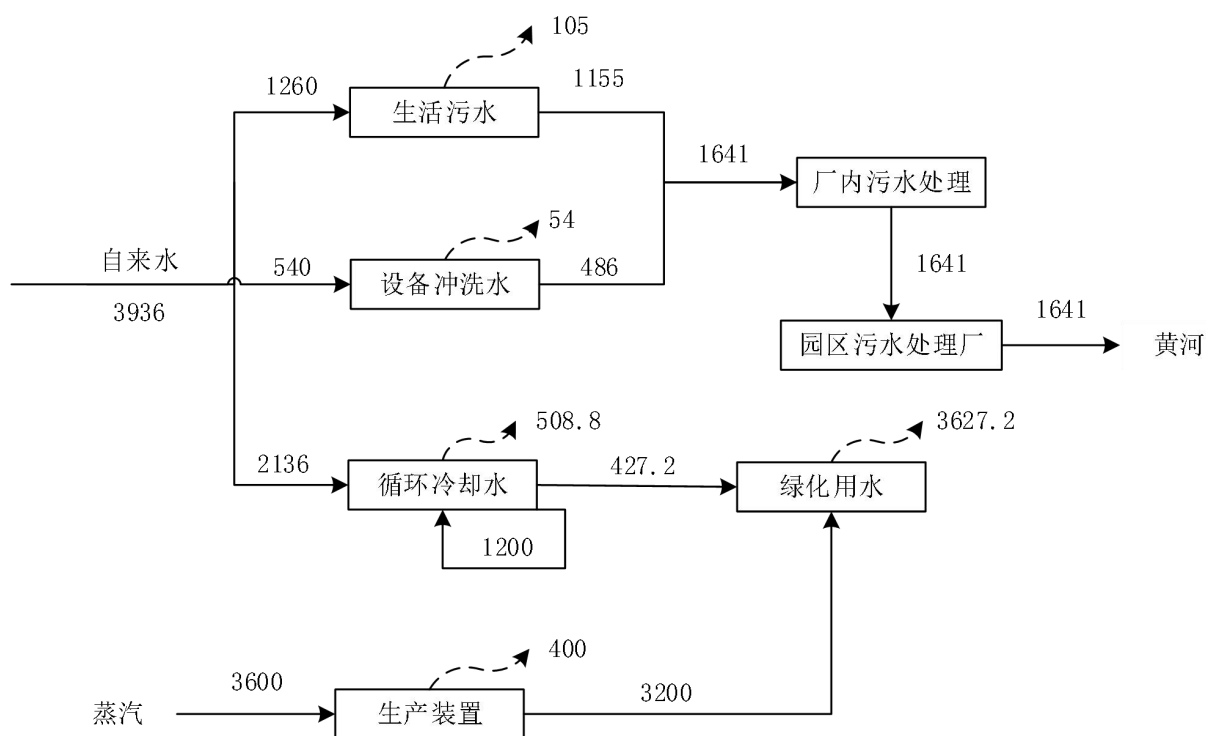 105
1260
1155
生活污水
1641
厂内污水处理
54
自来水
540
设备冲洗水
486
1641
3936
1641
园区污水处理厂
黄河
508.8
3627.2
2136
循环冷却水
427.2
绿化用水
1200
400
3600
3200
蒸汽
生产装置